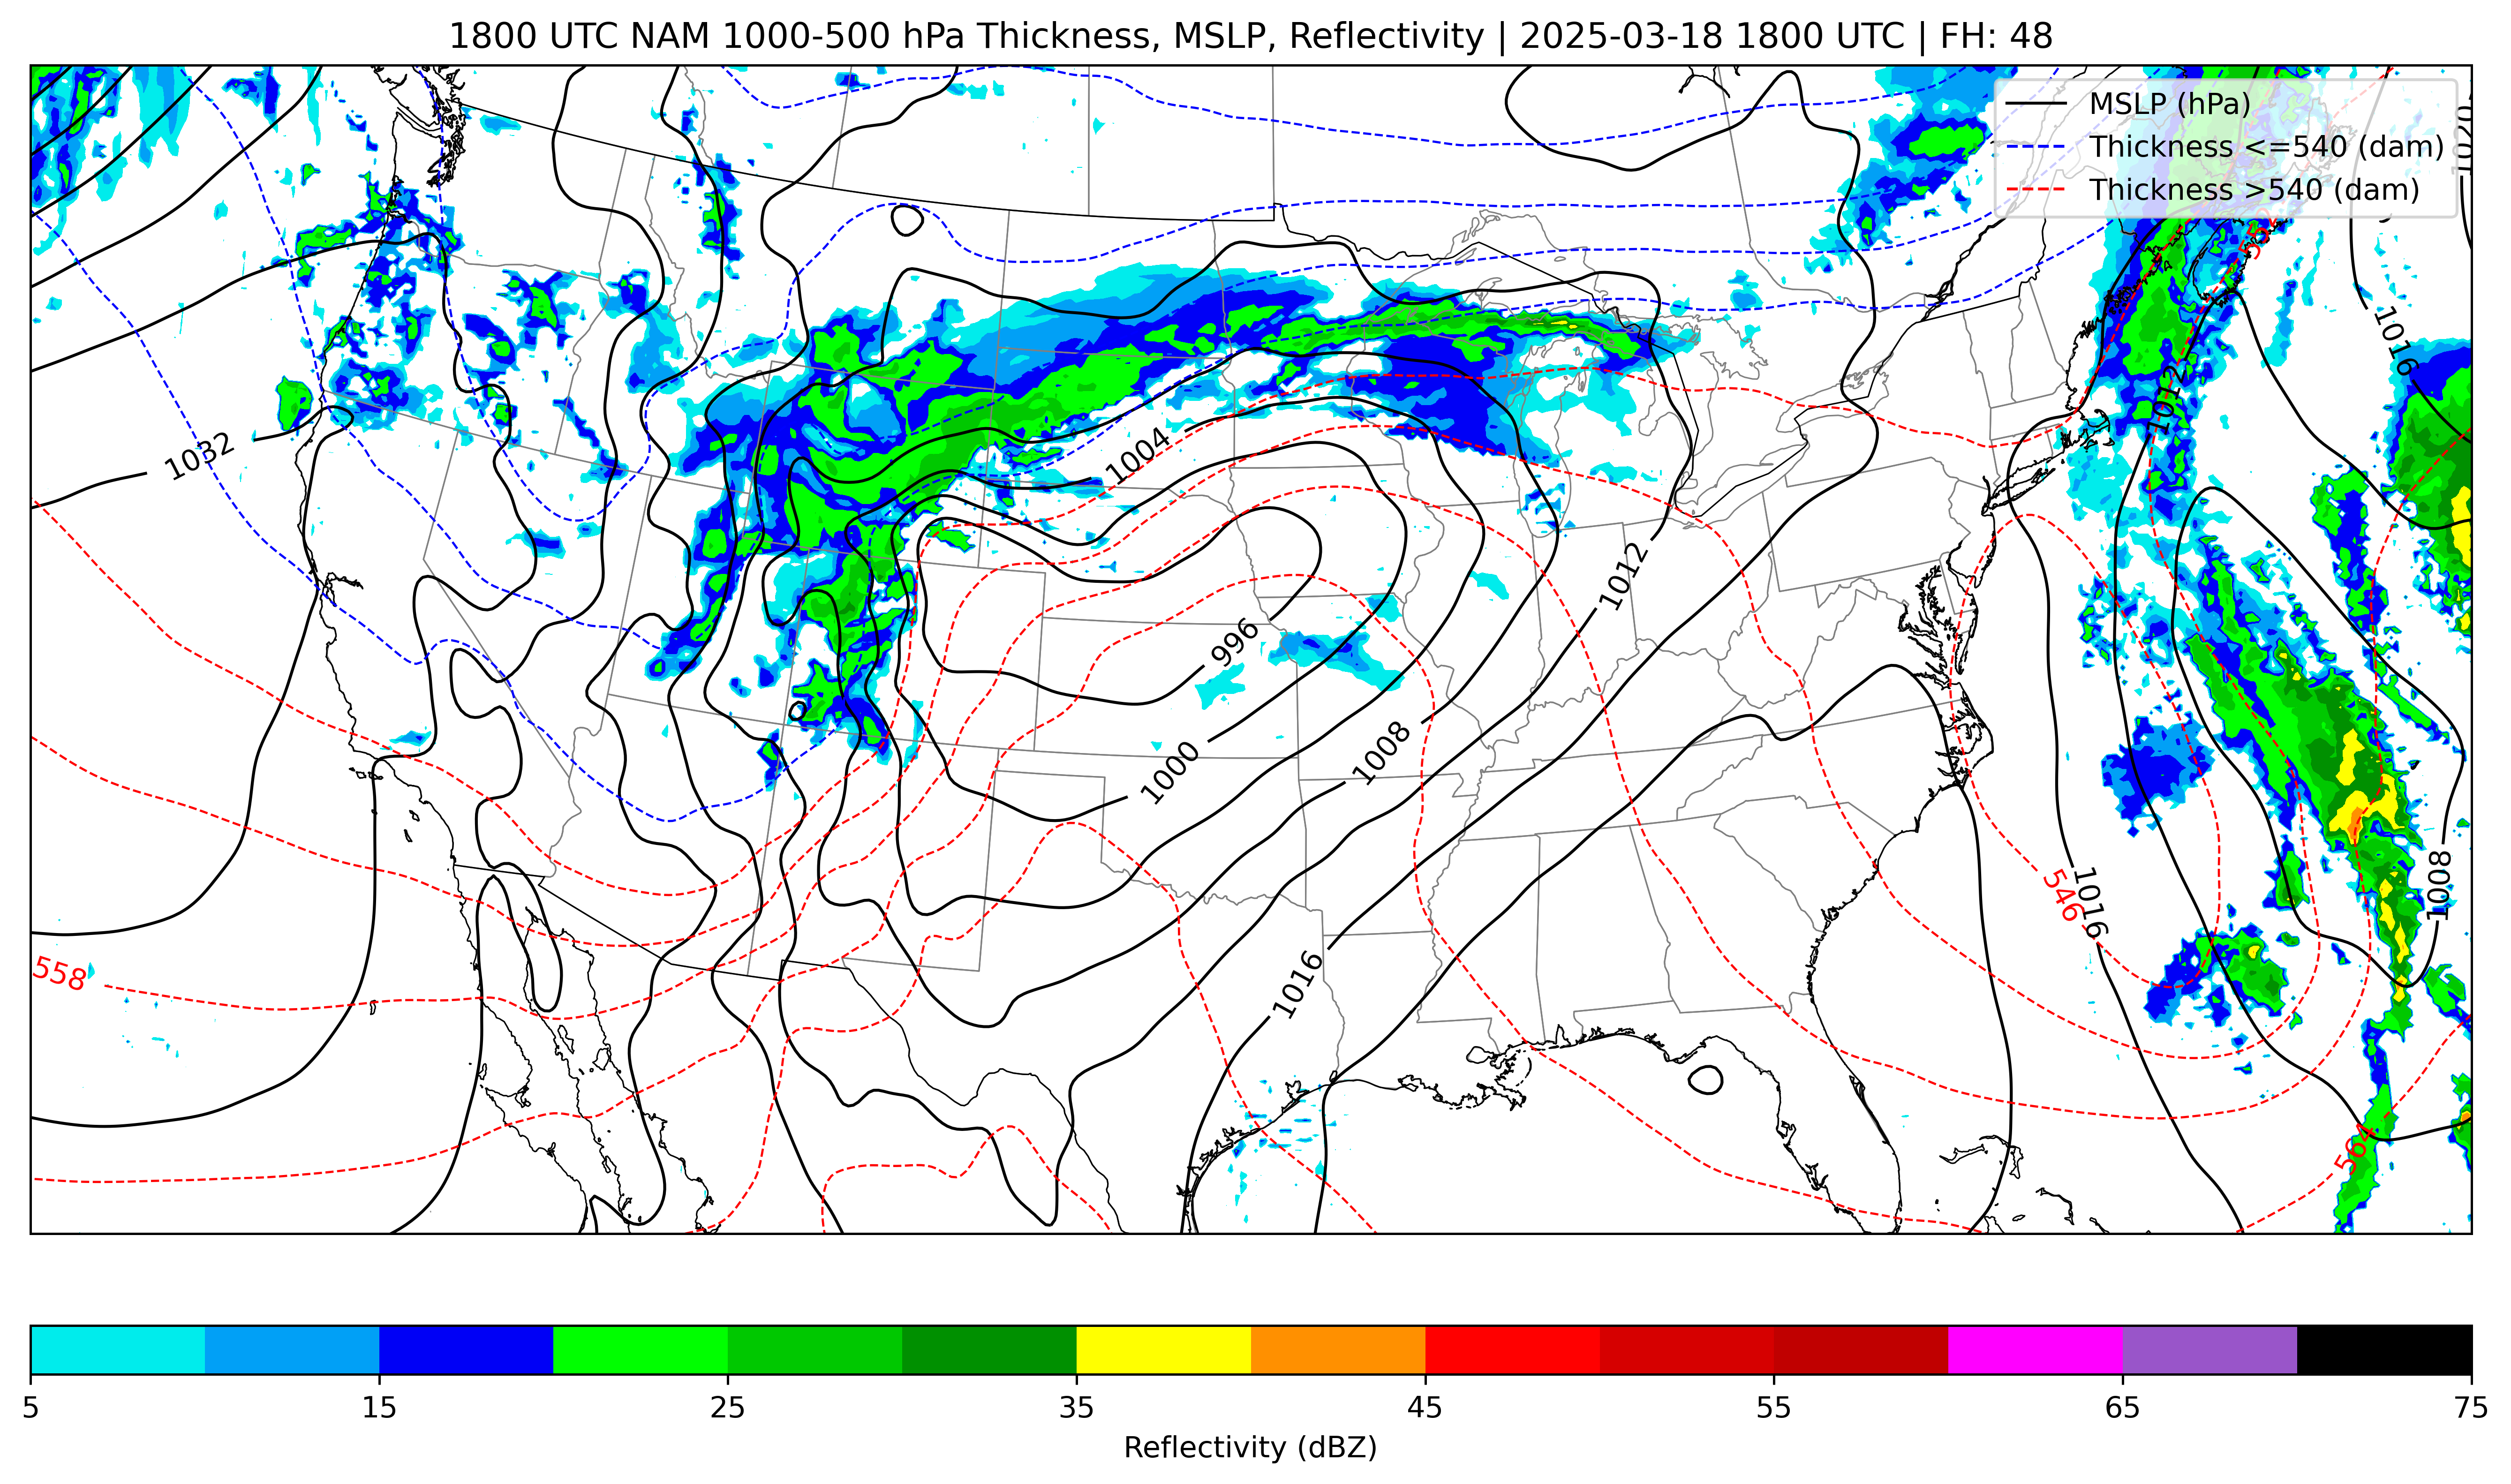 1800 UTC NAM 1000-500 hPa Thickness, MSLP, Reflectivity | 2025-03-18 1800 UTC | FH: 48
MSLP (hPa)
Thickness <=540 (dam)
Thickness >540 (dam)
1020
552
1016
1012
1032
1004
1012
996
1008
1000
1008
546
1016
1016
558
564
5 15 25 35 45 55 65 75
Reflectivity (dBZ)